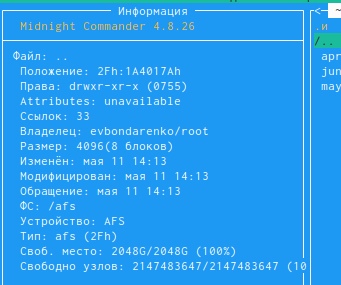 Информация
Midnight Commander 4.8.26
Файл: ..
Положение: 2Fh:1A4017Ah
Права: drwxr-xr-x (0755)
Attributes: unavailable
Ссылок: 33
Владелец: evbondarenko/root
Размер: 4096(8 блоков)
Изменён: мая 11 14:13
Модифицирован: мая 11 14:13
Обращение: мая 11 14:13
ФС: /afs
Устройство: AFS
Тип: afs (2Fh)
Своб. место: 2048G/2048G (100%)
Свободно узлов: 2147483647/2147483647 (10
<─ ~
.и
/..
apr
jun
may